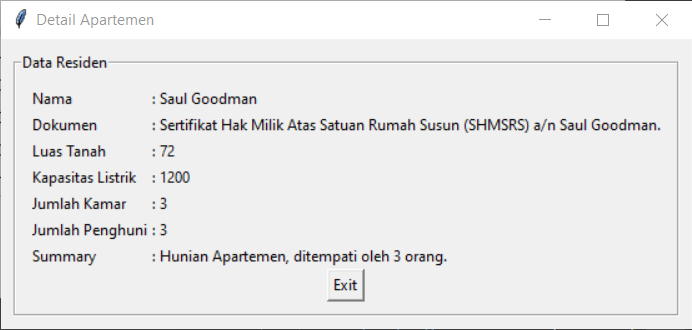 Detail Apartemen
Data Residen
Nama : Saul Goodman
Dokumen : Sertifikat Hak Milik Atas Satuan Rumah Susun (SHMSRS) a/n Saul Goodman.
Luas Tanah : 72
Kapasitas Listrik : 1200
Jumlah Kamar : 3
Jumlah Penghuni : 3
Summary : Hunian Apartemen, ditempati oleh 3 orang.
Exit